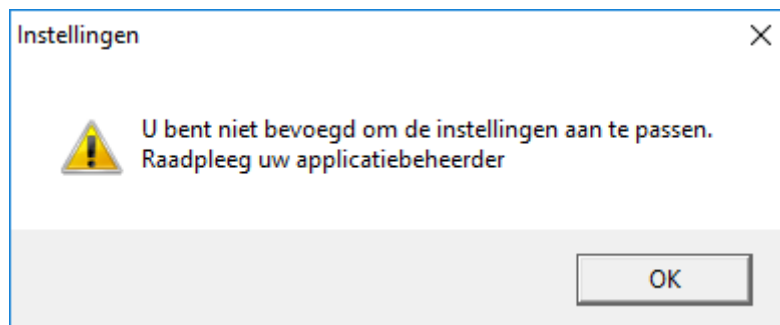 Instellingen
U bent niet bevoegd om de instellingen aan te passen.
Raadpleeg uw applicatiebeheerder
OK